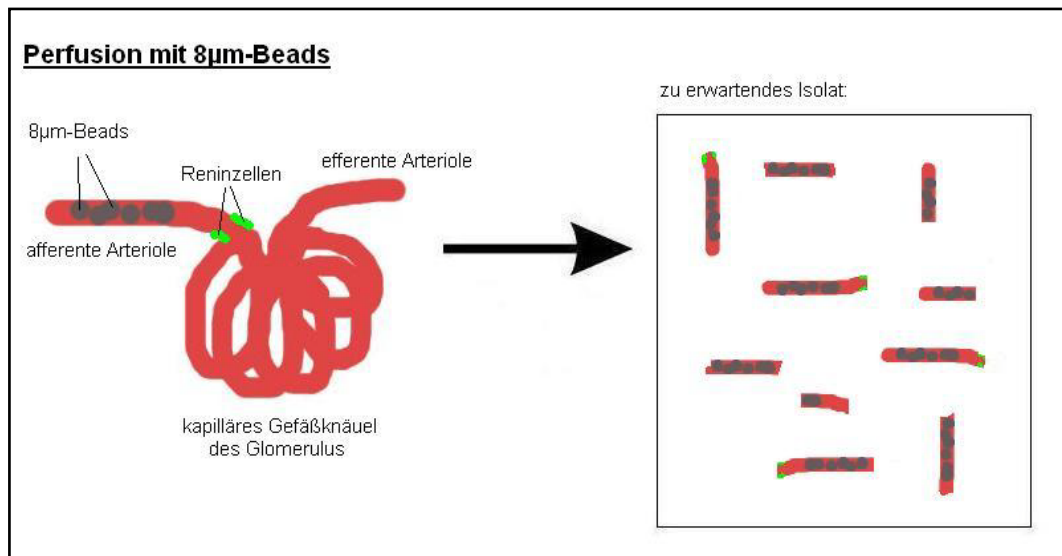 Perfusion mit 8µm-Beads
zu erwartendes Isolat:
8µm-Beads
Reninzellen
efferente Arteriole
afferente Arteriole
kapilläres Gefäßknäuel
des Glomerulus